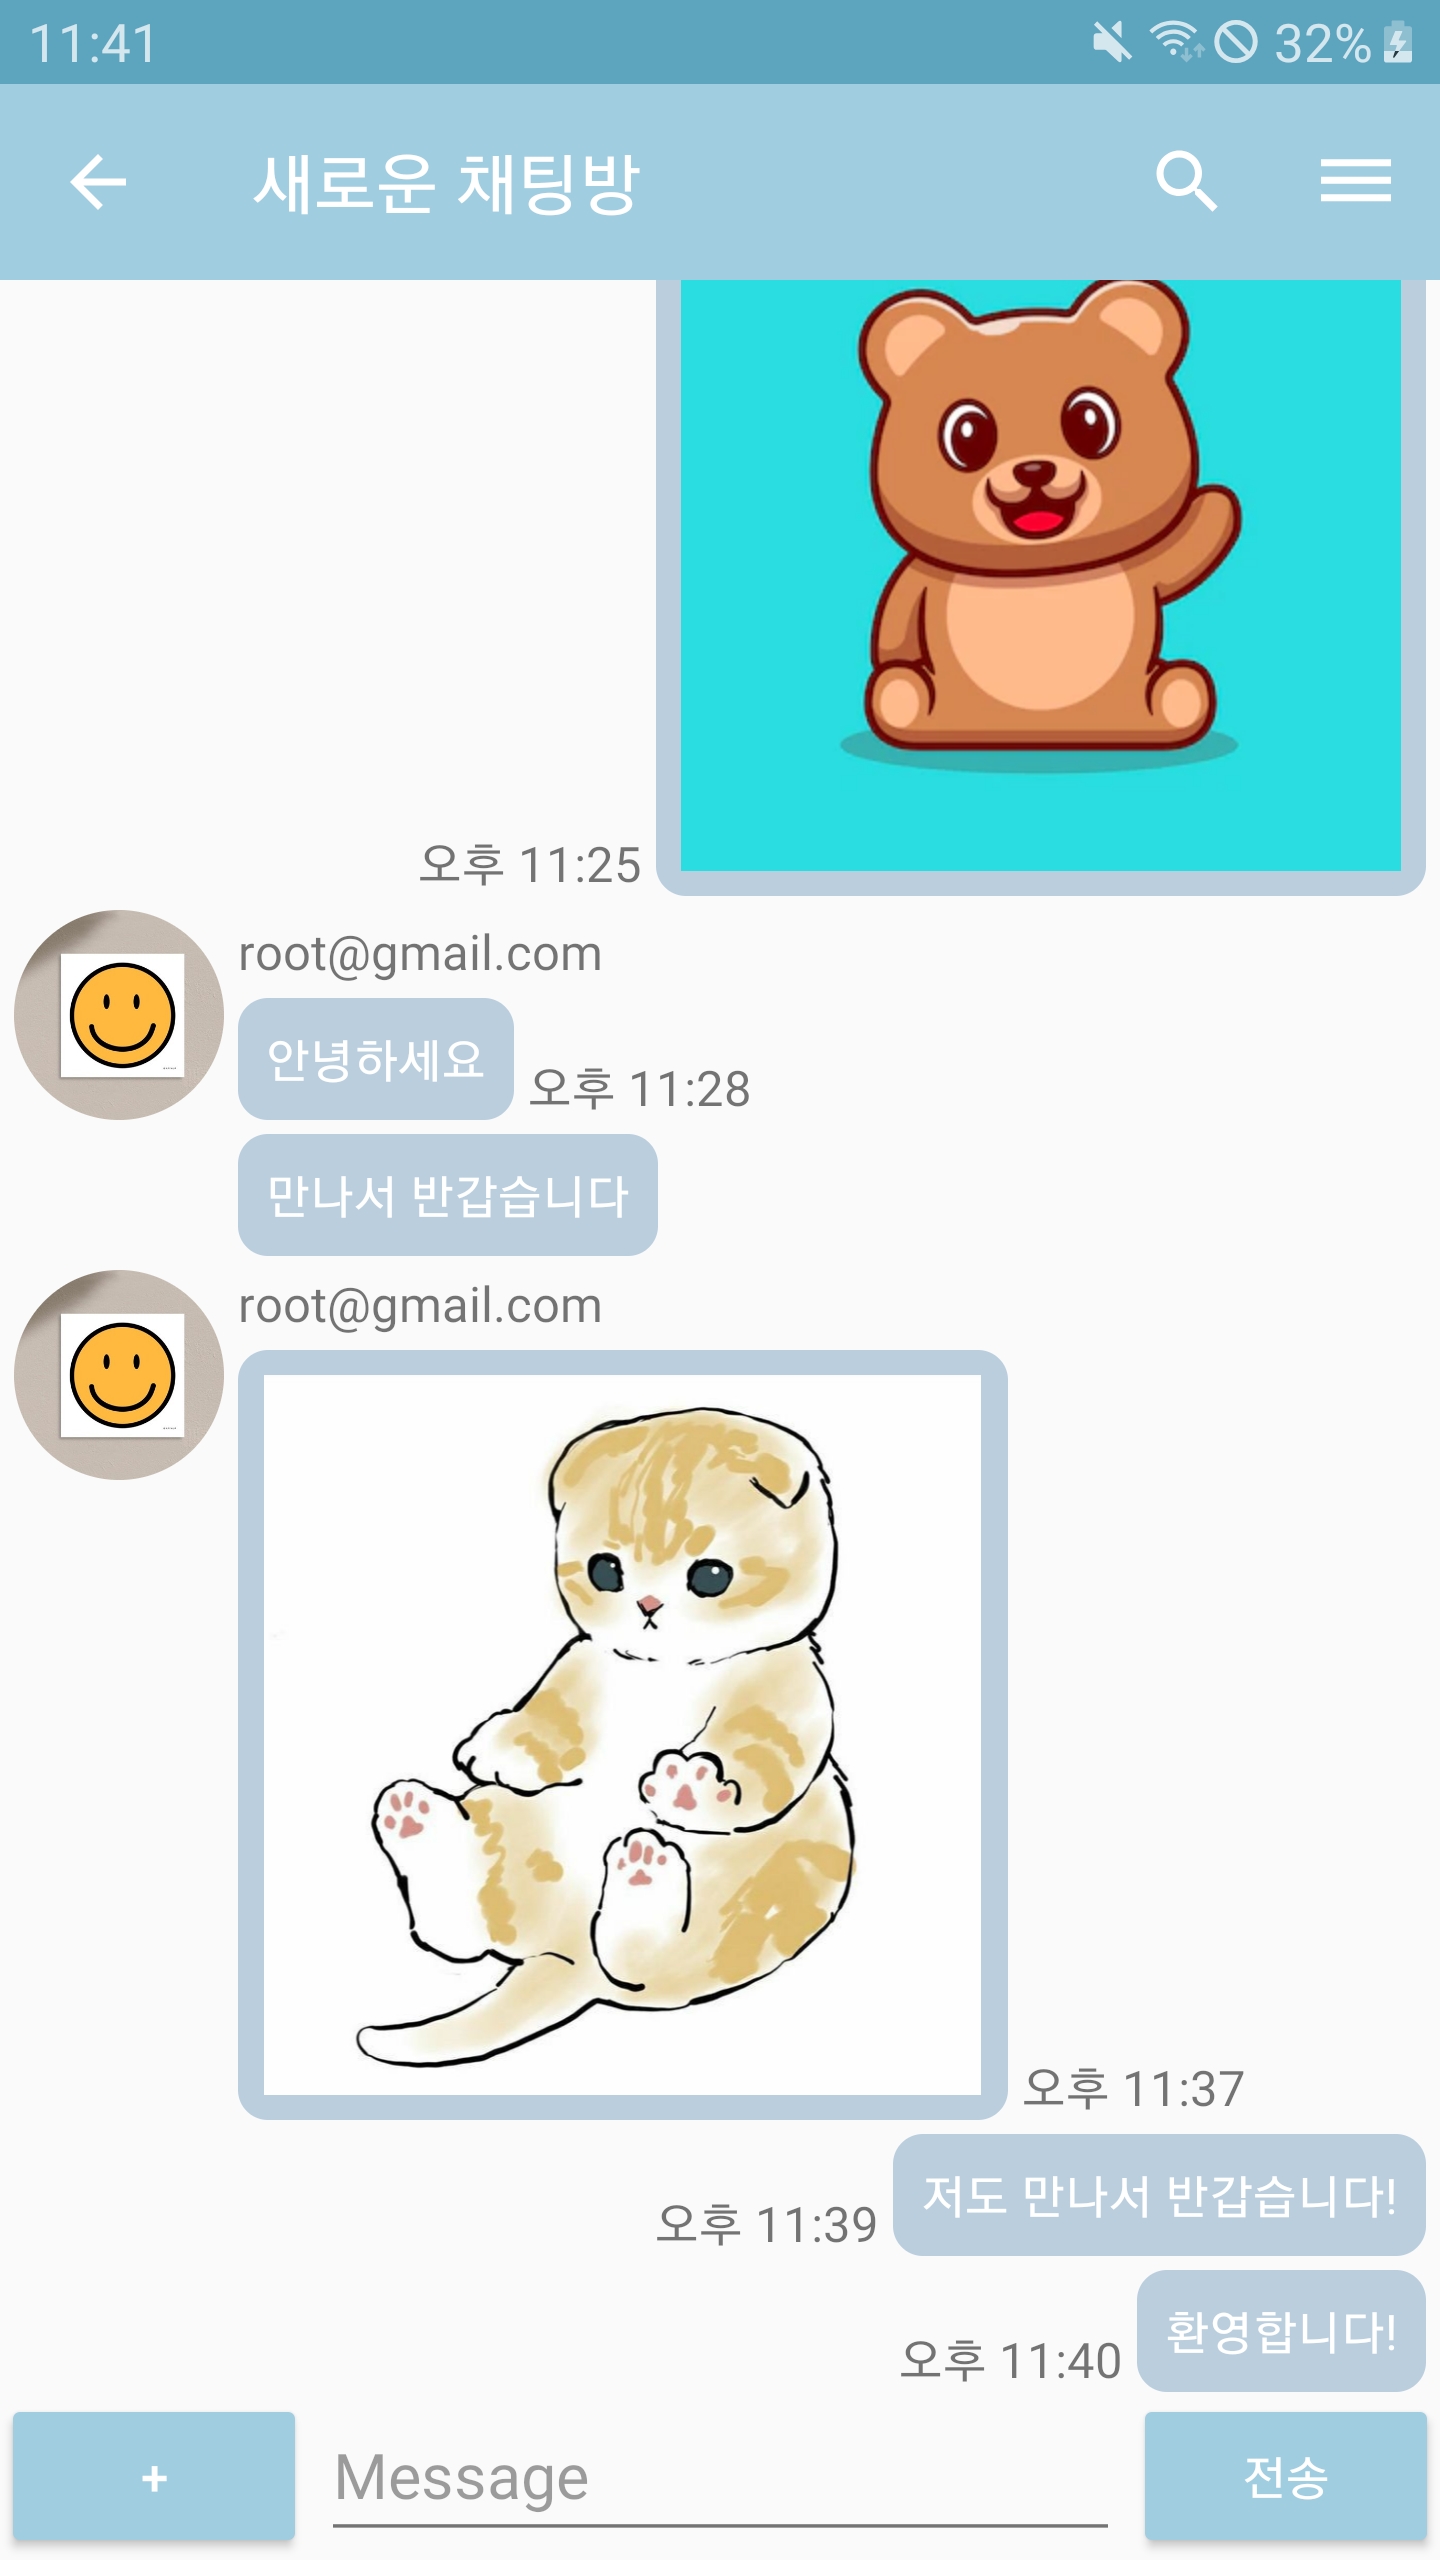 11:41
32%
새로운 채팅방
오후 11:25
root@gmail.com
안녕하세요
오후 11:28
만나서 반갑습니다
root@gmail.com
오후 11:37
저도 만나서 반갑습니다!
오후 11:39
환영합니다!
오후 11:40
+
Message
전송